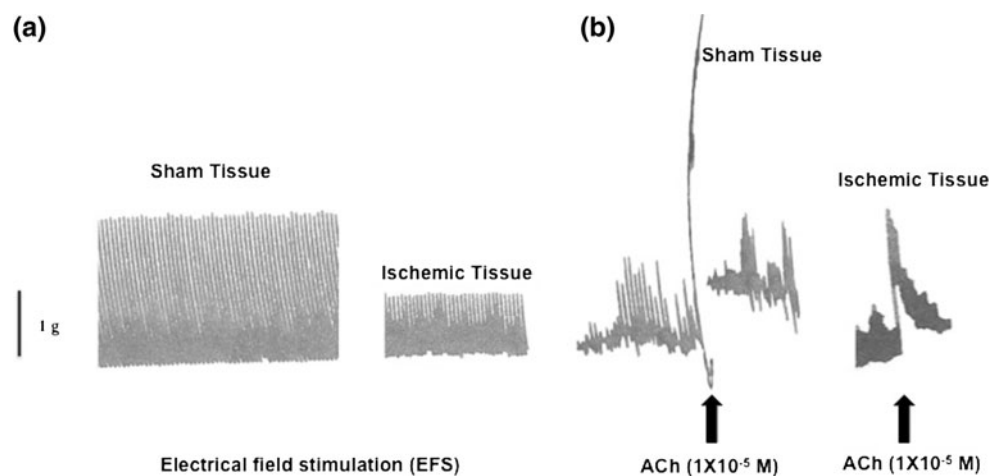 (a)
Sham Tissue
Ischemic Tissue
1 g
Electrical field stimulation (EFS)
(b)
Sham Tissue
Ischemic Tissue
ACh (1X10⁻⁵ M)
ACh (1X10⁻⁵ M)